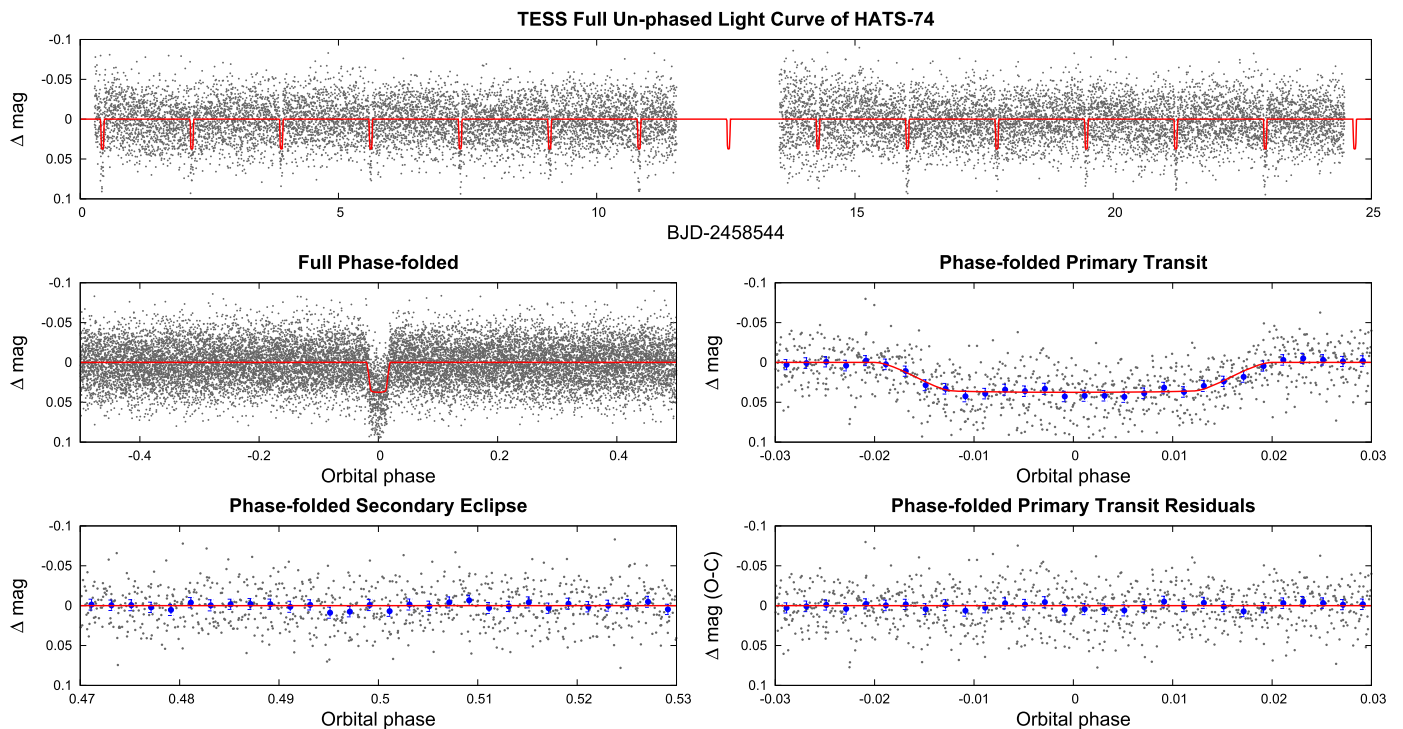 TESS Full Un-phased Light Curve of HATS-74
-0.1
-0.05
0
0.05
0.1
Δ mag
0 5 10 15 20 25
BJD-2458544
Full Phase-folded
-0.1
-0.05
0
0.05
0.1
Δ mag
-0.4 -0.2 0 0.2 0.4
Orbital phase
Phase-folded Primary Transit
-0.1
-0.05
0
0.05
0.1
Δ mag
-0.03 -0.02 -0.01 0 0.01 0.02 0.03
Orbital phase
Phase-folded Secondary Eclipse
-0.1
-0.05
0
0.05
0.1
Δ mag
0.47 0.48 0.49 0.5 0.51 0.52 0.53
Orbital phase
Phase-folded Primary Transit Residuals
-0.1
-0.05
0
0.05
0.1
Δ mag (O-C)
-0.03 -0.02 -0.01 0 0.01 0.02 0.03
Orbital phase